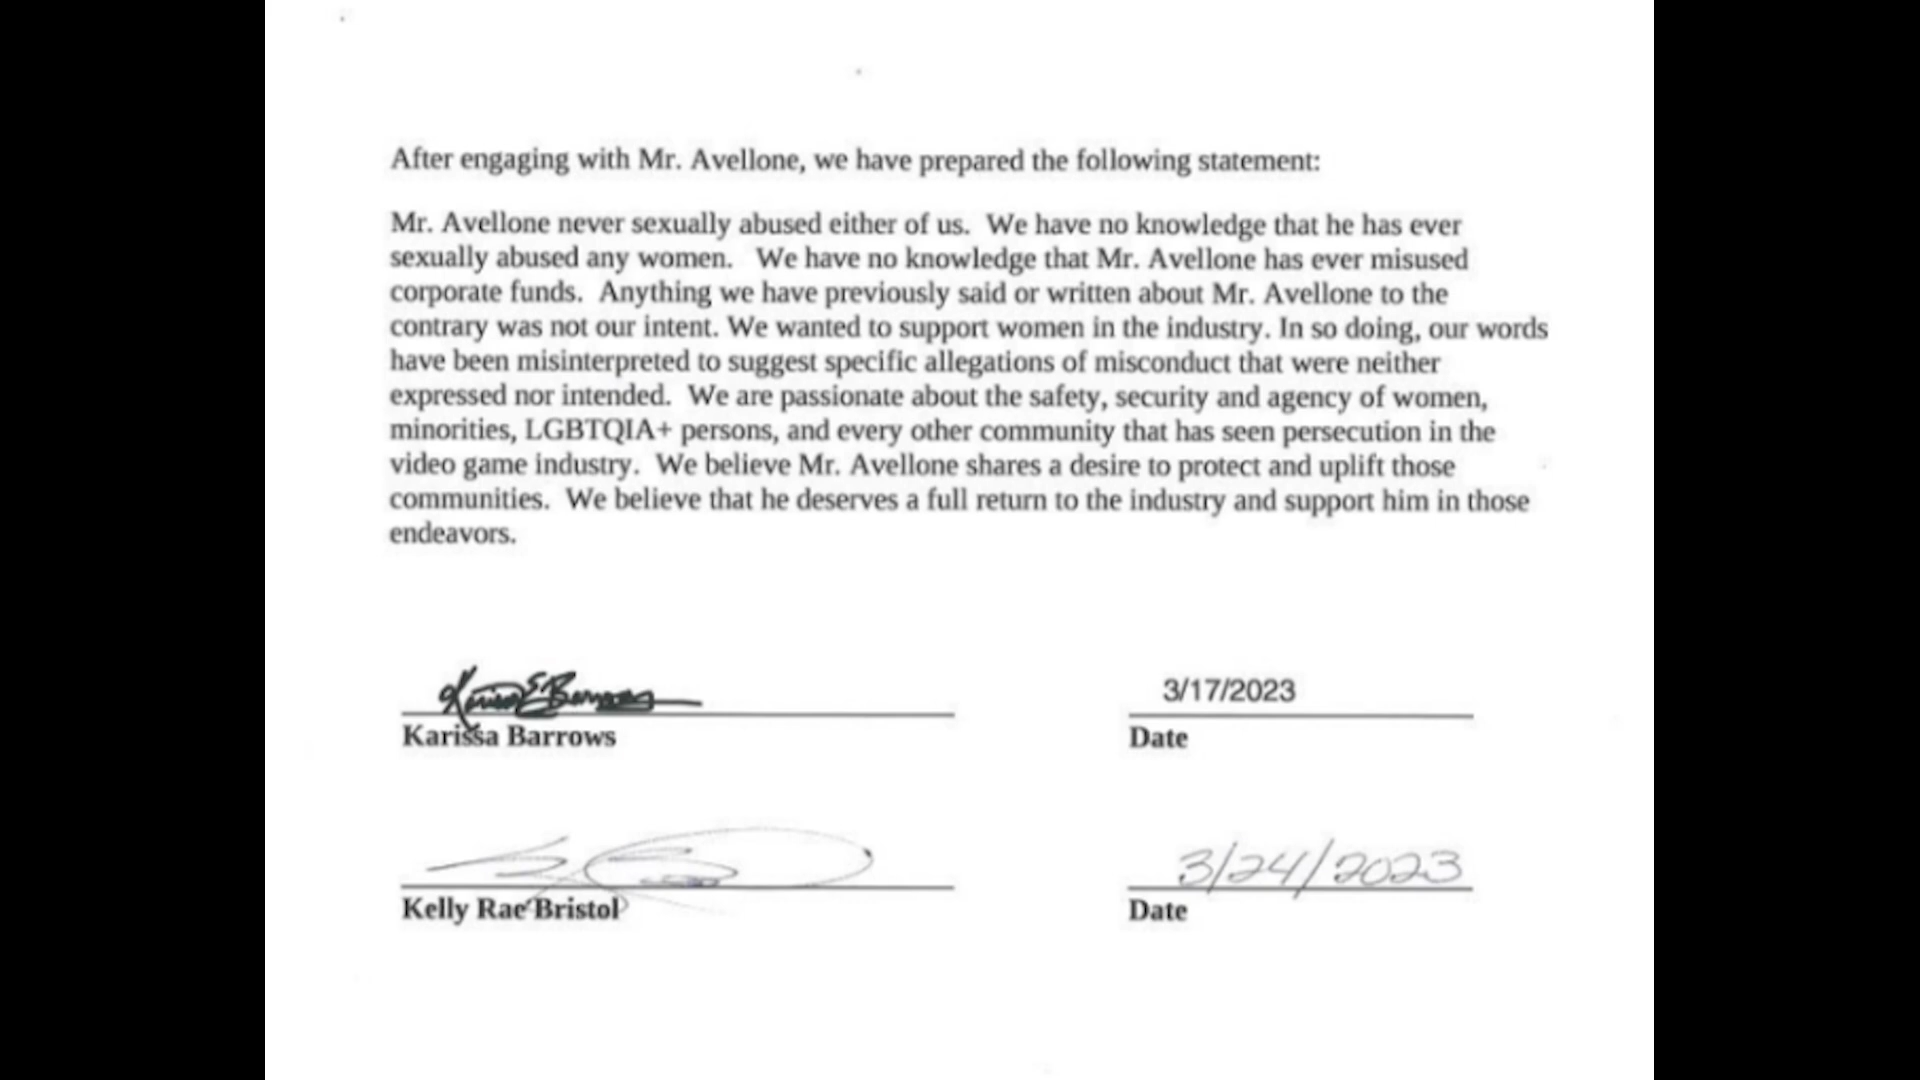 After engaging with Mr. Avellone, we have prepared the following statement:
Mr. Avellone never sexually abused either of us. We have no knowledge that he has ever
sexually abused any women. We have no knowledge that Mr. Avellone has ever misused
corporate funds. Anything we have previously said or written about Mr. Avellone to the
contrary was not our intent. We wanted to support women in the industry. In so doing, our words
have been misinterpreted to suggest specific allegations of misconduct that were neither
expressed nor intended. We are passionate about the safety, security and agency of women,
minorities, LGBTQIA+ persons, and every other community that has seen persecution in the
video game industry. We believe Mr. Avellone shares a desire to protect and uplift those
communities. We believe that he deserves a full return to the industry and support him in those
endeavors.
3/17/2023
Karissa Barrows Date
3/24/2023
Kelly Rae Bristol Date